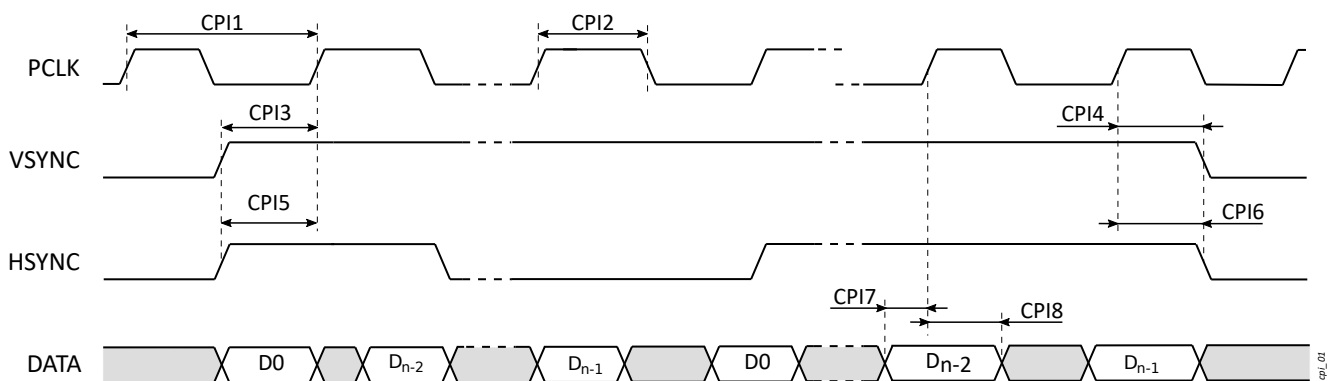 CPI1
CPI2
PCLK
CPI3
CPI4
VSYNC
CPI5
CPI6
HSYNC
CPI7
CPI8
DATA
D0
Dn-2
Dn-1
D0
Dn-2
Dn-1
cpi_01